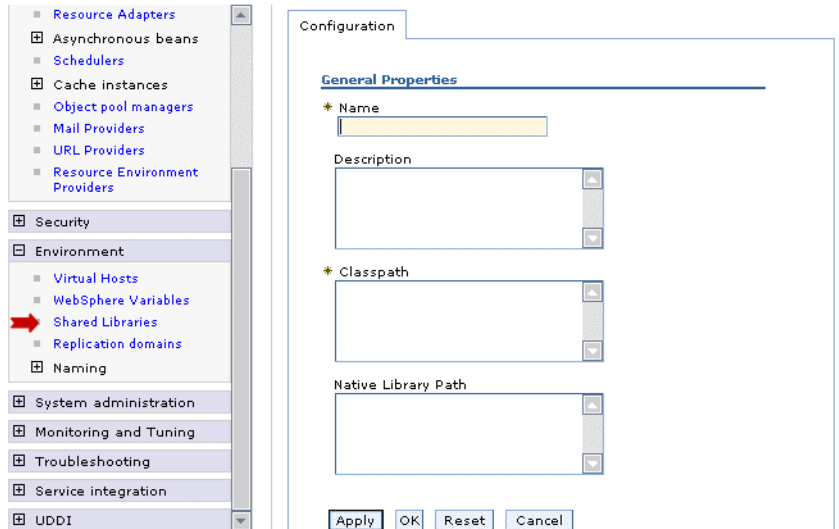 Resource Adapters
Asynchronous beans
Schedulers
Cache instances
Object pool managers
Mail Providers
URL Providers
Resource Environment
Providers
Security
Environment
Virtual Hosts
WebSphere Variables
Shared Libraries
Replication domains
Naming
System administration
Monitoring and Tuning
Troubleshooting
Service integration
UDDI
Configuration
General Properties
* Name
Description
* Classpath
Native Library Path
Apply OK Reset Cancel